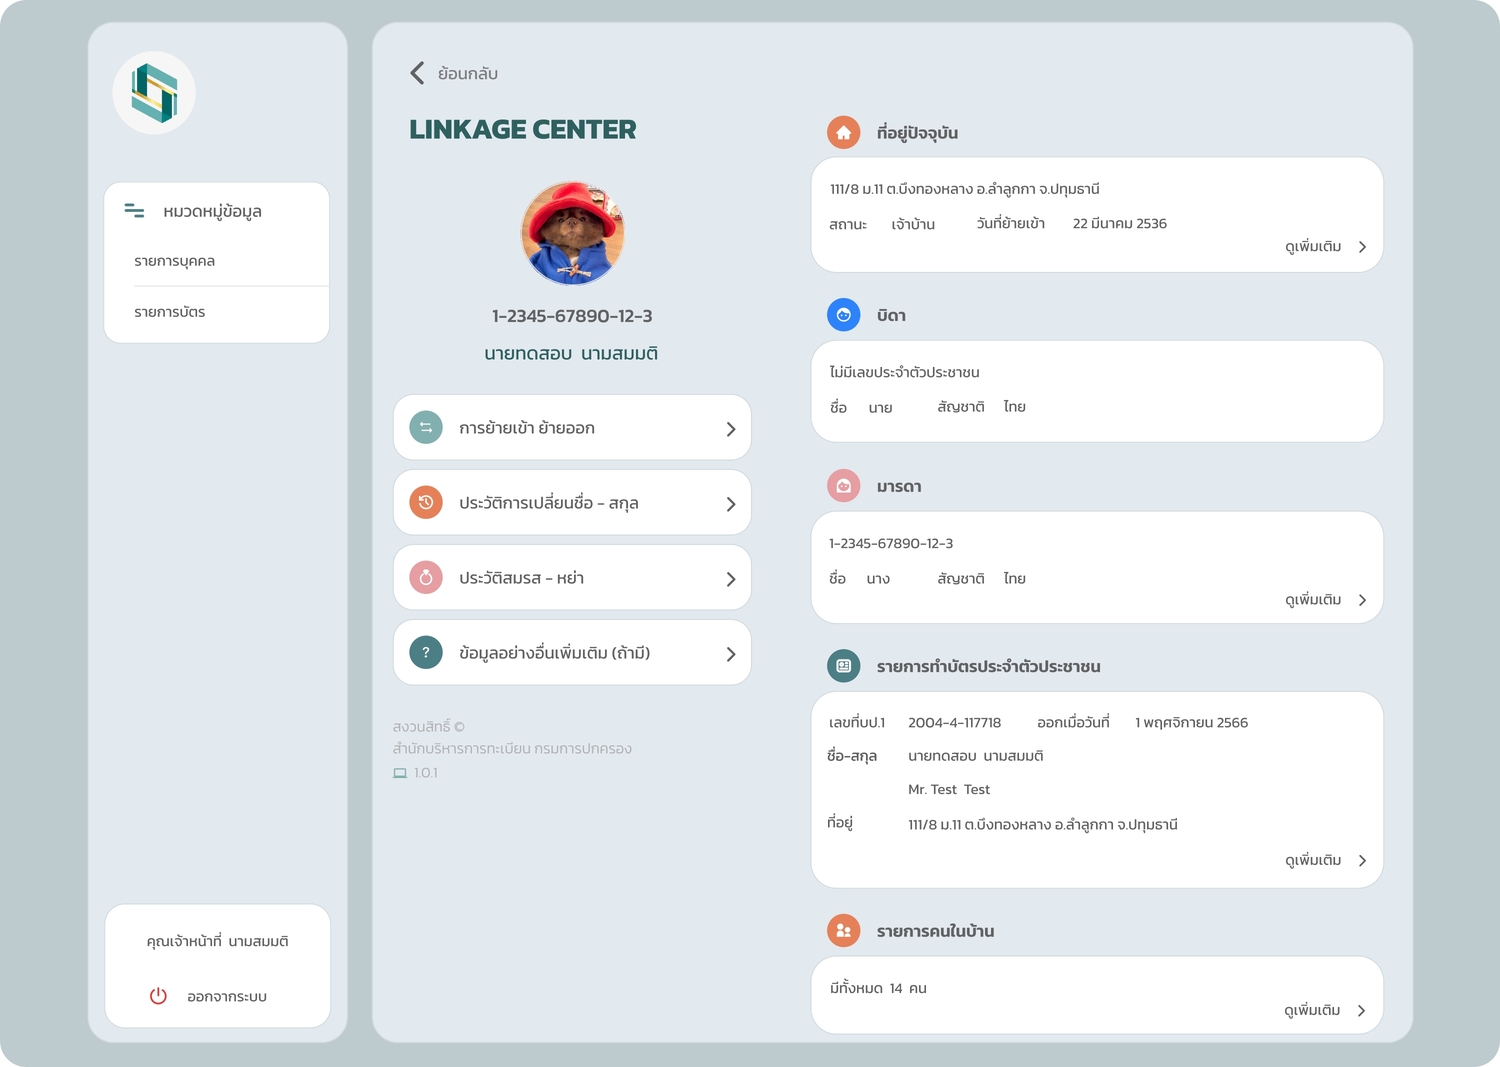 หมวดหมู่ข้อมูล
รายการบุคคล
รายการบัตร
คุณเจ้าหน้าที่ นามสมมติ
ออกจากระบบ
ย้อนกลับ
LINKAGE CENTER
1-2345-67890-12-3
นายทดสอบ นามสมมติ
การย้ายเข้า ย้ายออก
ประวัติการเปลี่ยนชื่อ - สกุล
ประวัติสมรส - หย่า
? ข้อมูลอย่างอื่นเพิ่มเติม (ถ้ามี)
สงวนสิทธิ์ ©
สำนักบริหารการทะเบียน กรมการปกครอง
1.0.1
ที่อยู่ปัจจุบัน
111/8 ม.11 ต.บึงทองหลาง อ.ลำลูกกา จ.ปทุมธานี
สถานะ เจ้าบ้าน วันที่ย้ายเข้า 22 มีนาคม 2536
ดูเพิ่มเติม
บิดา
ไม่มีเลขประจำตัวประชาชน
ชื่อ นาย สัญชาติ ไทย
มารดา
1-2345-67890-12-3
ชื่อ นาง สัญชาติ ไทย
ดูเพิ่มเติม
รายการทำบัตรประจำตัวประชาชน
เลขที่บป.1 2004-4-117718 ออกเมื่อวันที่ 1 พฤศจิกายน 2566
ชื่อ-สกุล นายทดสอบ นามสมมติ
Mr. Test Test
ที่อยู่ 111/8 ม.11 ต.บึงทองหลาง อ.ลำลูกกา จ.ปทุมธานี
ดูเพิ่มเติม
รายการคนในบ้าน
มีทั้งหมด 14 คน
ดูเพิ่มเติม